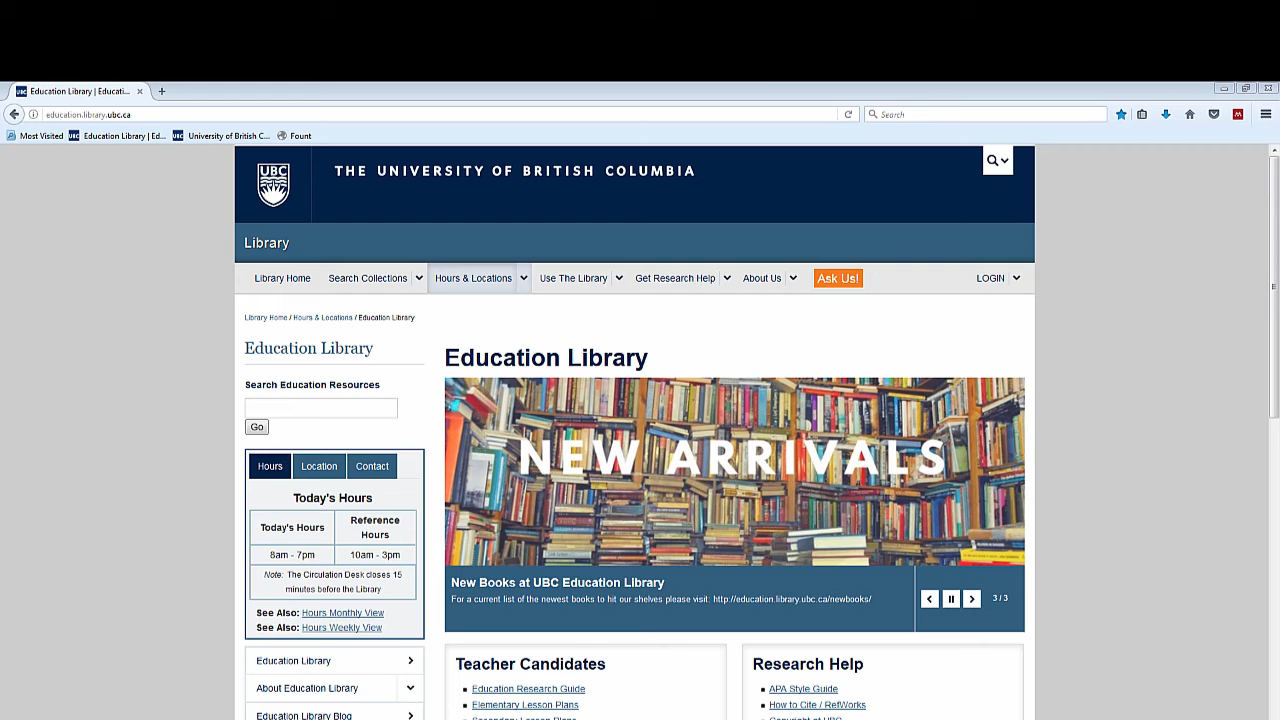 Education Library | Educati...
education.library.ubc.ca
Search
Most Visited
Education Library | Ed...
University of British C...
Fount
UBC
THE UNIVERSITY OF BRITISH COLUMBIA
Library
Library Home
Search Collections
Hours & Locations
Use The Library
Get Research Help
About Us
Ask Us!
LOGIN
Library Home / Hours & Locations / Education Library
Education Library
Search Education Resources
Go
Hours
Location
Contact
Today's Hours
Today's Hours
Reference Hours
8am - 7pm
10am - 3pm
Note: The Circulation Desk closes 15
minutes before the Library
See Also: Hours Monthly View
See Also: Hours Weekly View
Education Library
About Education Library
Education Library Blog
Education Library
NEW ARRIVALS
New Books at UBC Education Library
For a current list of the newest books to hit our shelves please visit: http://education.library.ubc.ca/newbooks/
3 / 3
Teacher Candidates
Education Research Guide
Elementary Lesson Plans
Secondary Lesson Plans
Research Help
APA Style Guide
How to Cite / RefWorks
Copyright at UBC